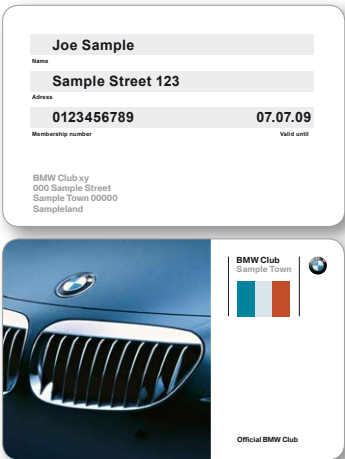 Joe Sample
Name
Sample Street 123
Adress
0123456789 07.07.09
Membership number Valid until
BMW Club xy
000 Sample Street
Sample Town 00000
Sampleland
BMW Club
Sample Town
Official BMW Club